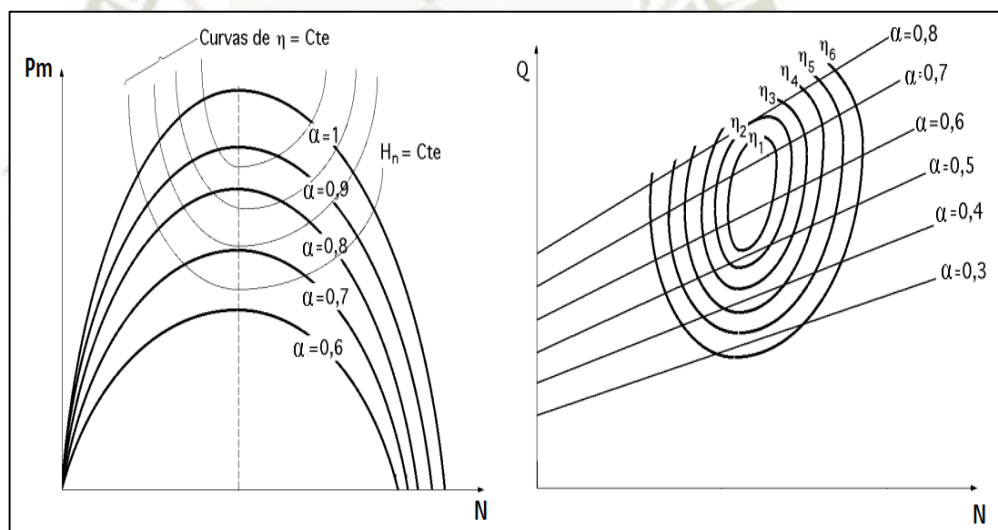 Curvas de η = Cte
Pm
α=1
Hn = Cte
α=0,9
α=0,8
α=0,7
α=0,6
N
Q
α=0,8
η6
η5
η4
η3
η2
η1
α=0,7
α=0,6
α=0,5
α=0,4
α=0,3
N